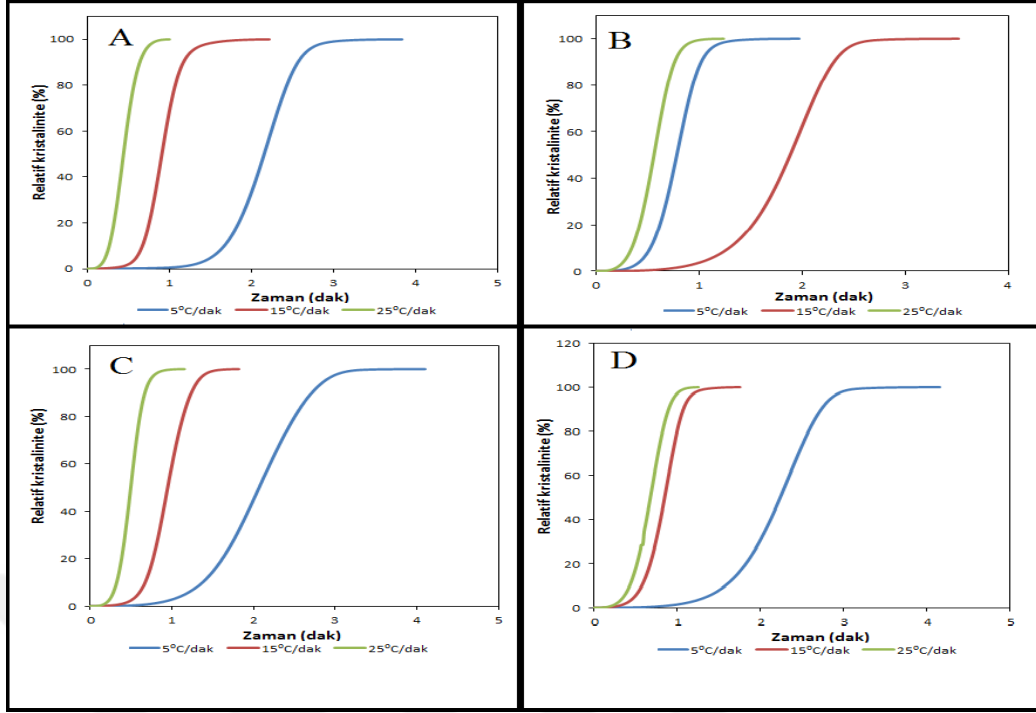 A
Relatif kristalinite (%)
100
80
60
40
20
0
0 1 2 3 4 5
Zaman (dak)
5°C/dak 15°C/dak 25°C/dak
B
Relatif kristalinite (%)
100
80
60
40
20
0
0 1 2 3 4
Zaman (dak)
5°C/dak 15°C/dak 25°C/dak
C
Relatif kristalinite (%)
100
80
60
40
20
0
0 1 2 3 4 5
Zaman (dak)
5°C/dak 15°C/dak 25°C/dak
D
Relatif kristalinite (%)
120
100
80
60
40
20
0
0 1 2 3 4 5
Zaman (dak)
5°C/dak 15°C/dak 25°C/dak